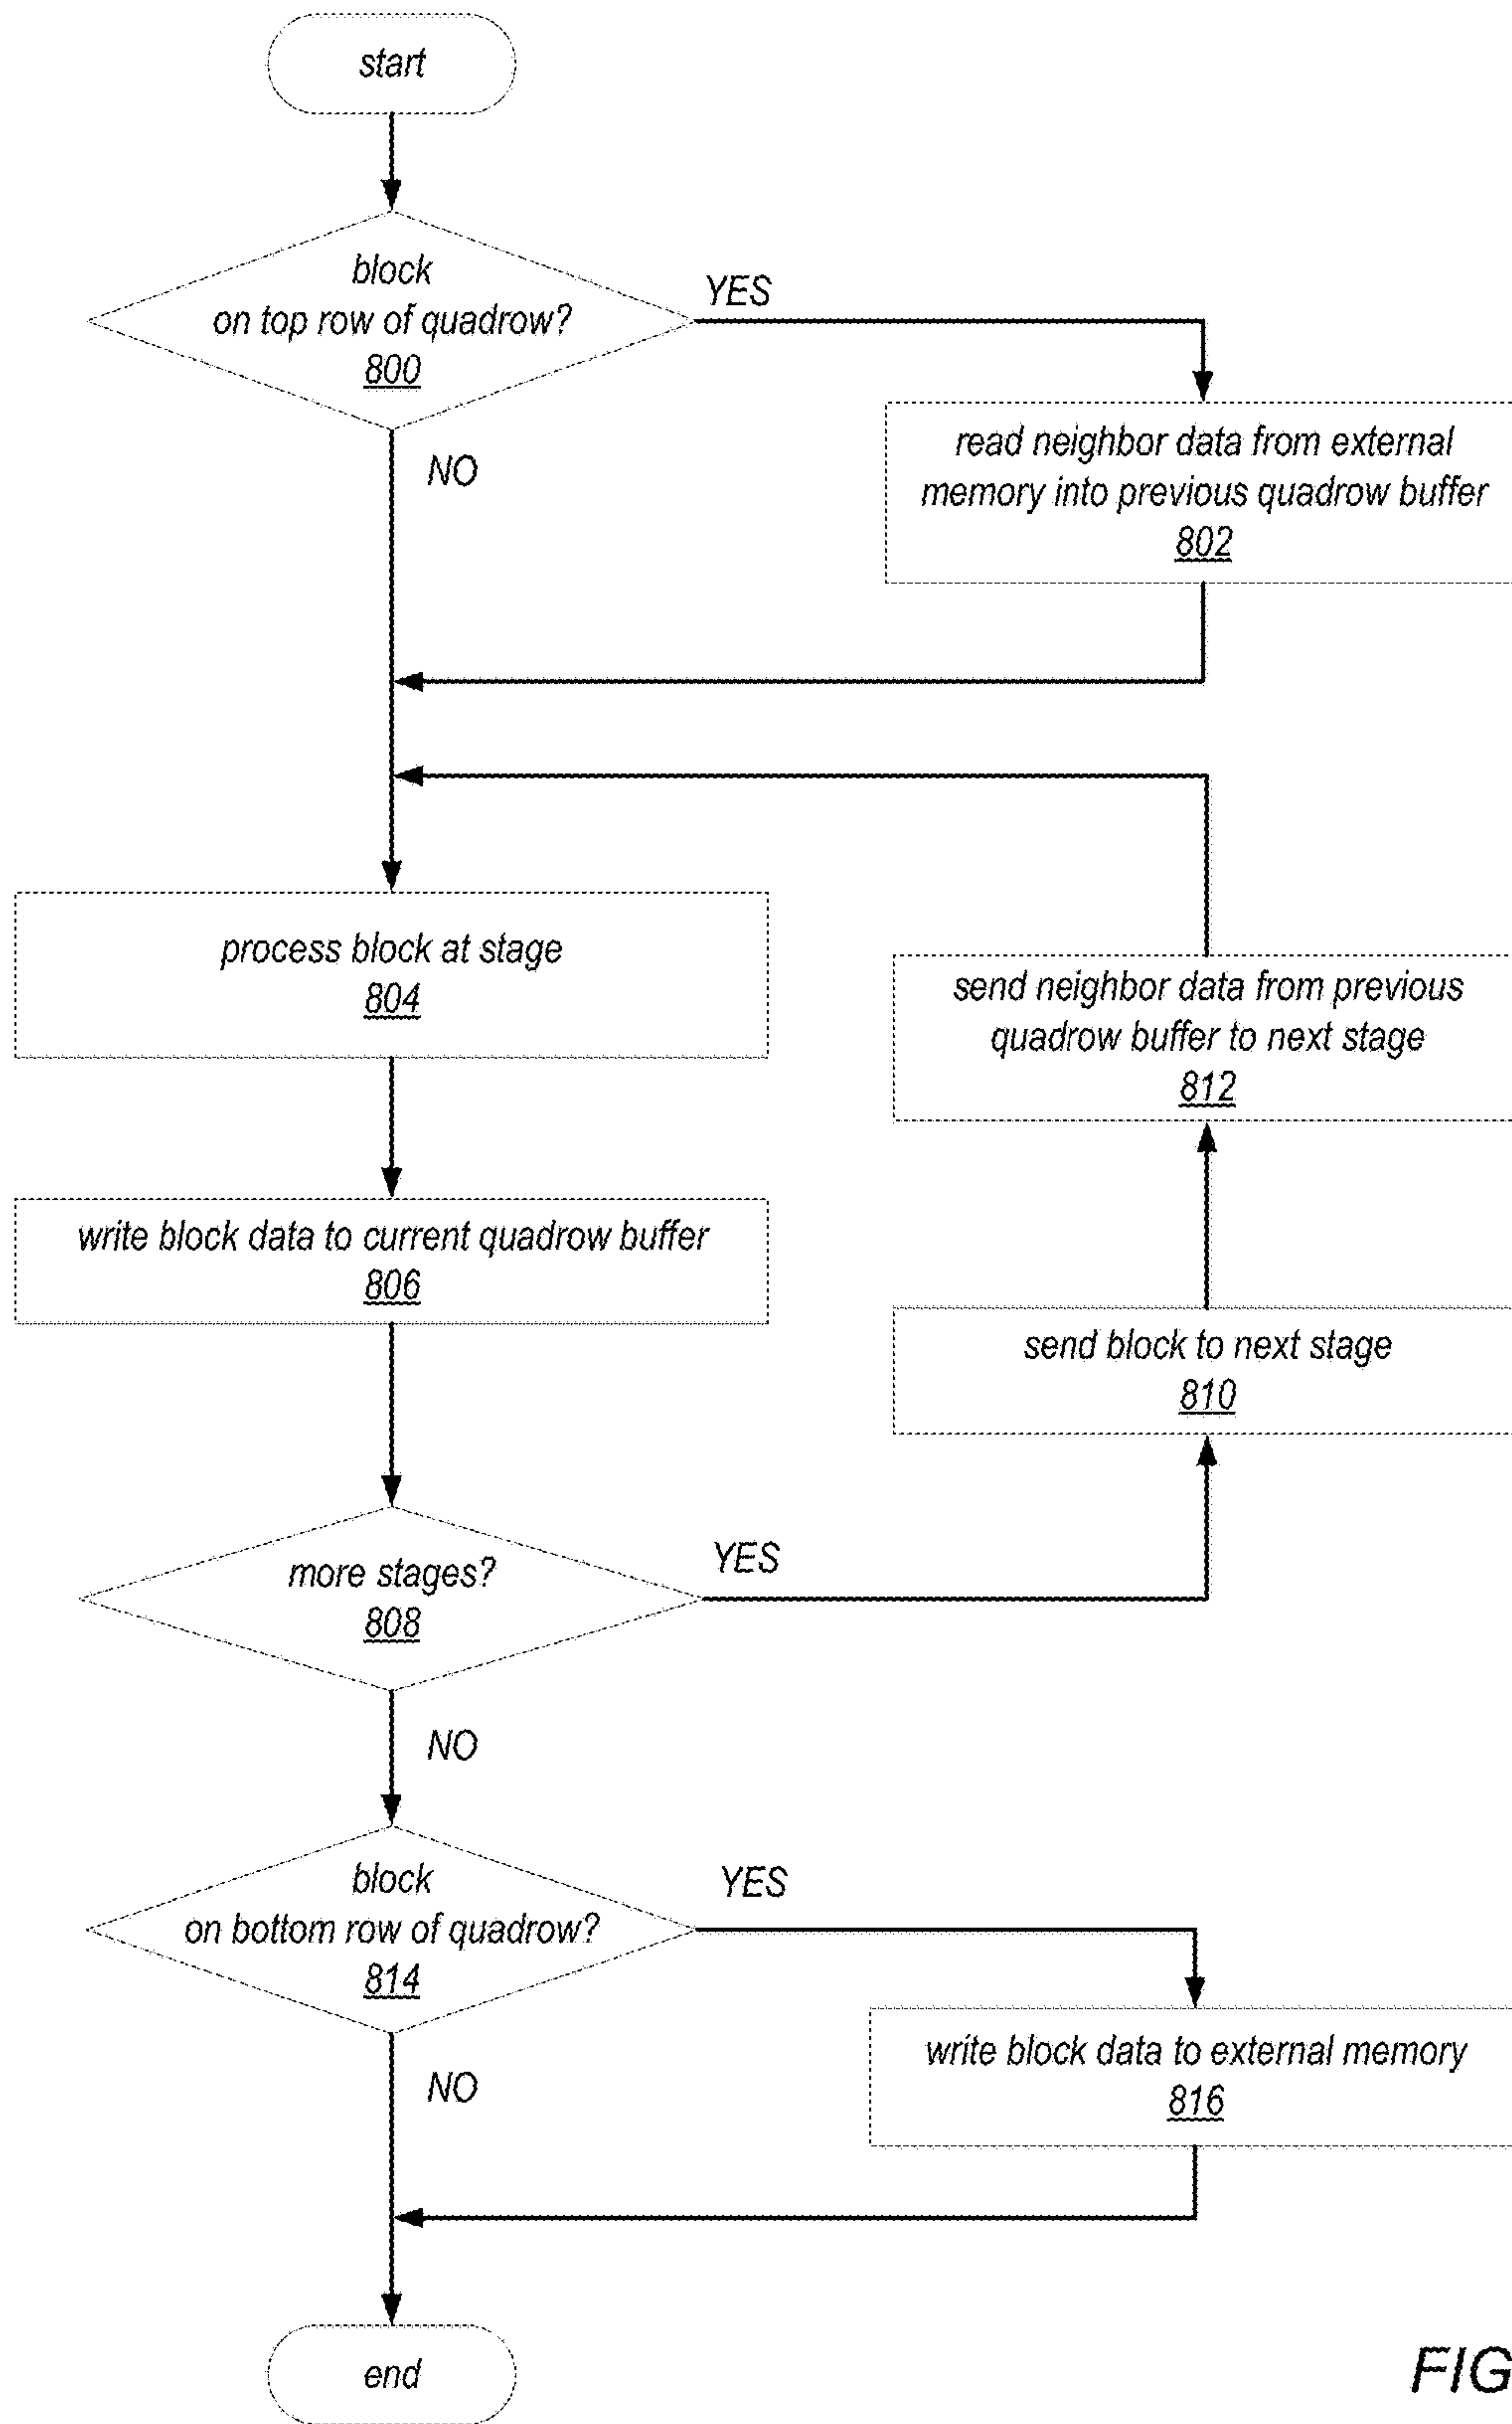 start
block
on top row of quadrow?
800
YES
NO
read neighbor data from external
memory into previous quadrow buffer
802
process block at stage
804
send neighbor data from previous
quadrow buffer to next stage
812
write block data to current quadrow buffer
806
send block to next stage
810
more stages?
808
YES
NO
block
on bottom row of quadrow?
814
YES
NO
write block data to external memory
816
end
FIG